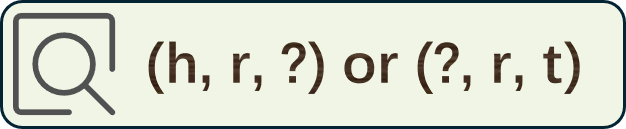 (h, r, ?) or (?, r, t)